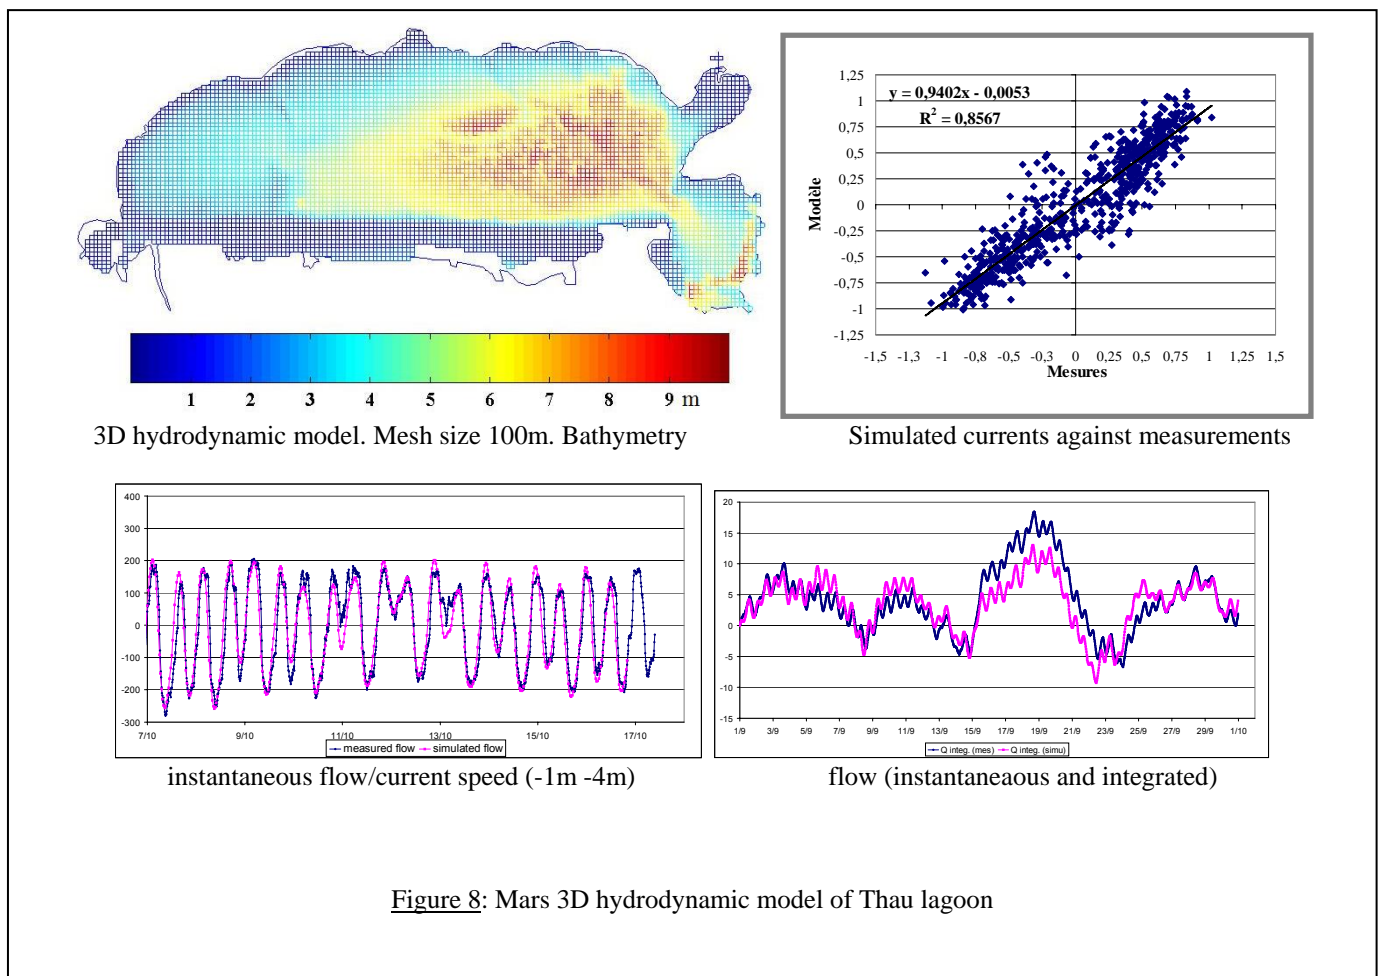 1,25
y = 0,9402x - 0,0053
1
R2 = 0,8567
0,75
0,5
0,25
Modèle
0
-0,25
-0,5
-0,75
-1
-1,25
-1,5 -1,3 -1 -0,8 -0,5 -0,3 0 0,25 0,5 0,75 1 1,25 1,5
Mesures
1 2 3 4 5 6 7 8 9 m
3D hydrodynamic model. Mesh size 100m. Bathymetry
Simulated currents against measurements
400
300
200
100
0
-100
-200
-300
7/10 9/10 11/10 13/10 15/10 17/10
measured flow simulated flow
20
15
10
5
0
-5
-10
-15
1/9 3/9 5/9 7/9 9/9 11/9 13/9 15/9 17/9 19/9 21/9 23/9 25/9 27/9 29/9 1/10
Q integ. (mes) Q integ. (simu)
instantaneous flow/current speed (-1m -4m)
flow (instantaneaous and integrated)
Figure 8: Mars 3D hydrodynamic model of Thau lagoon